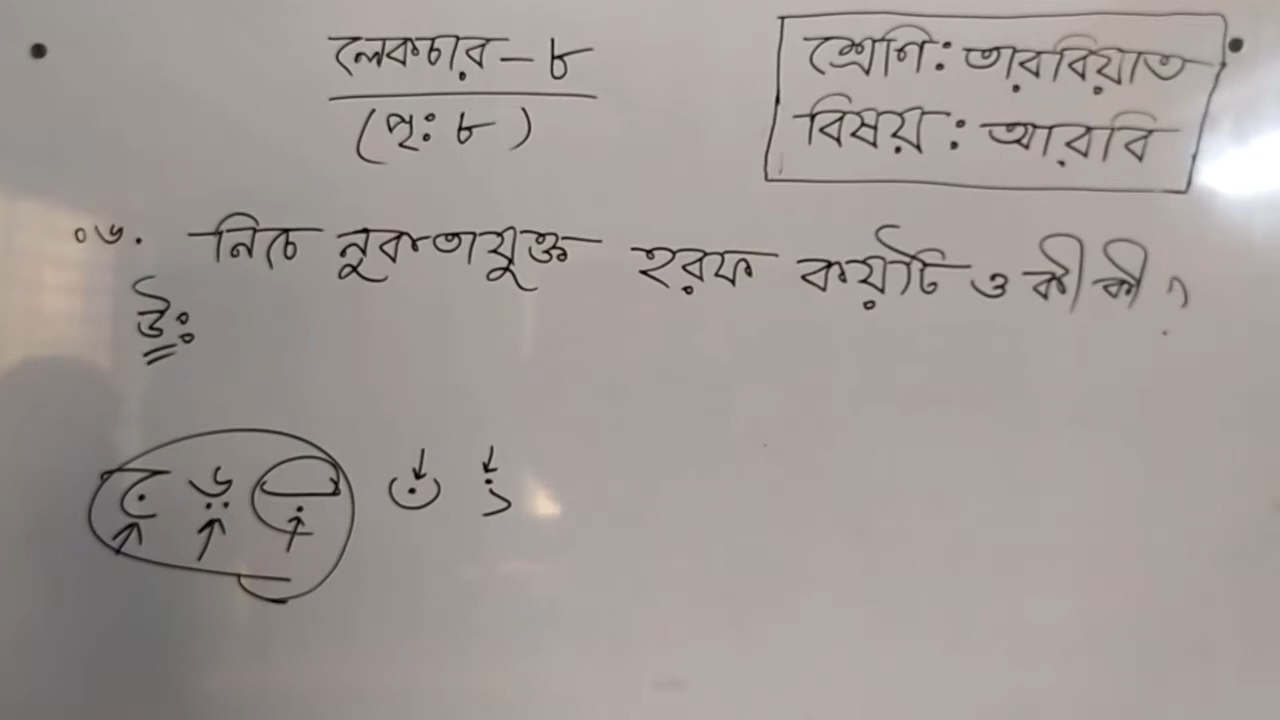 লেকচার – ৮
(পৃঃ ৮)
শ্রেণি : তারবিয়াত
বিষয় : আরবি
০৬. নিচে নুকতাযুক্ত হরফ কয়টি ও কী কী ?
উঃ
ج ي ب ن ز